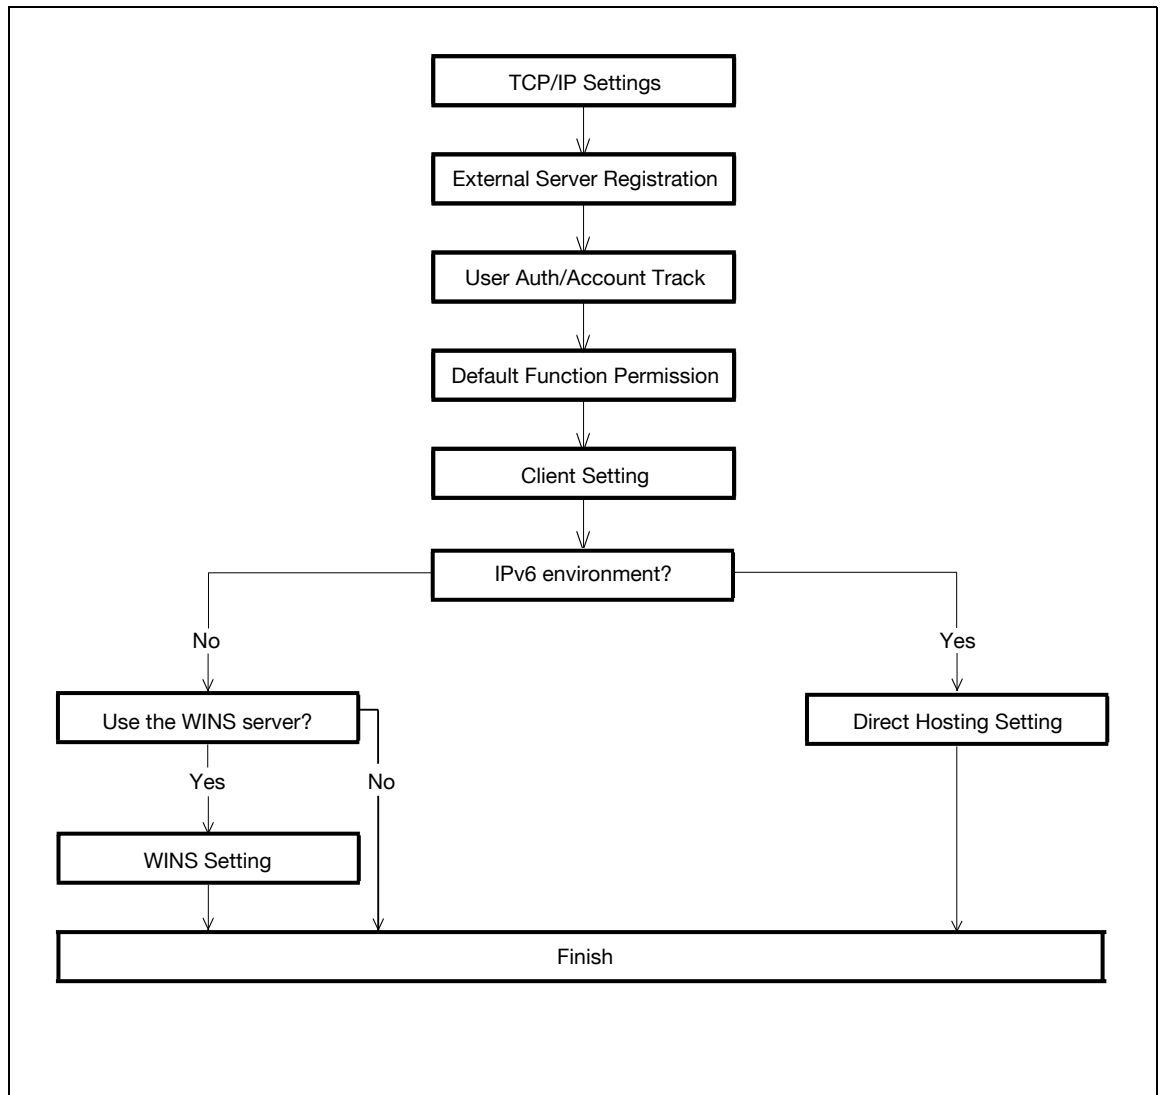 TCP/IP Settings
External Server Registration
User Auth/Account Track
Default Function Permission
Client Setting
IPv6 environment?
No
Yes
Use the WINS server?
Direct Hosting Setting
Yes
No
WINS Setting
Finish